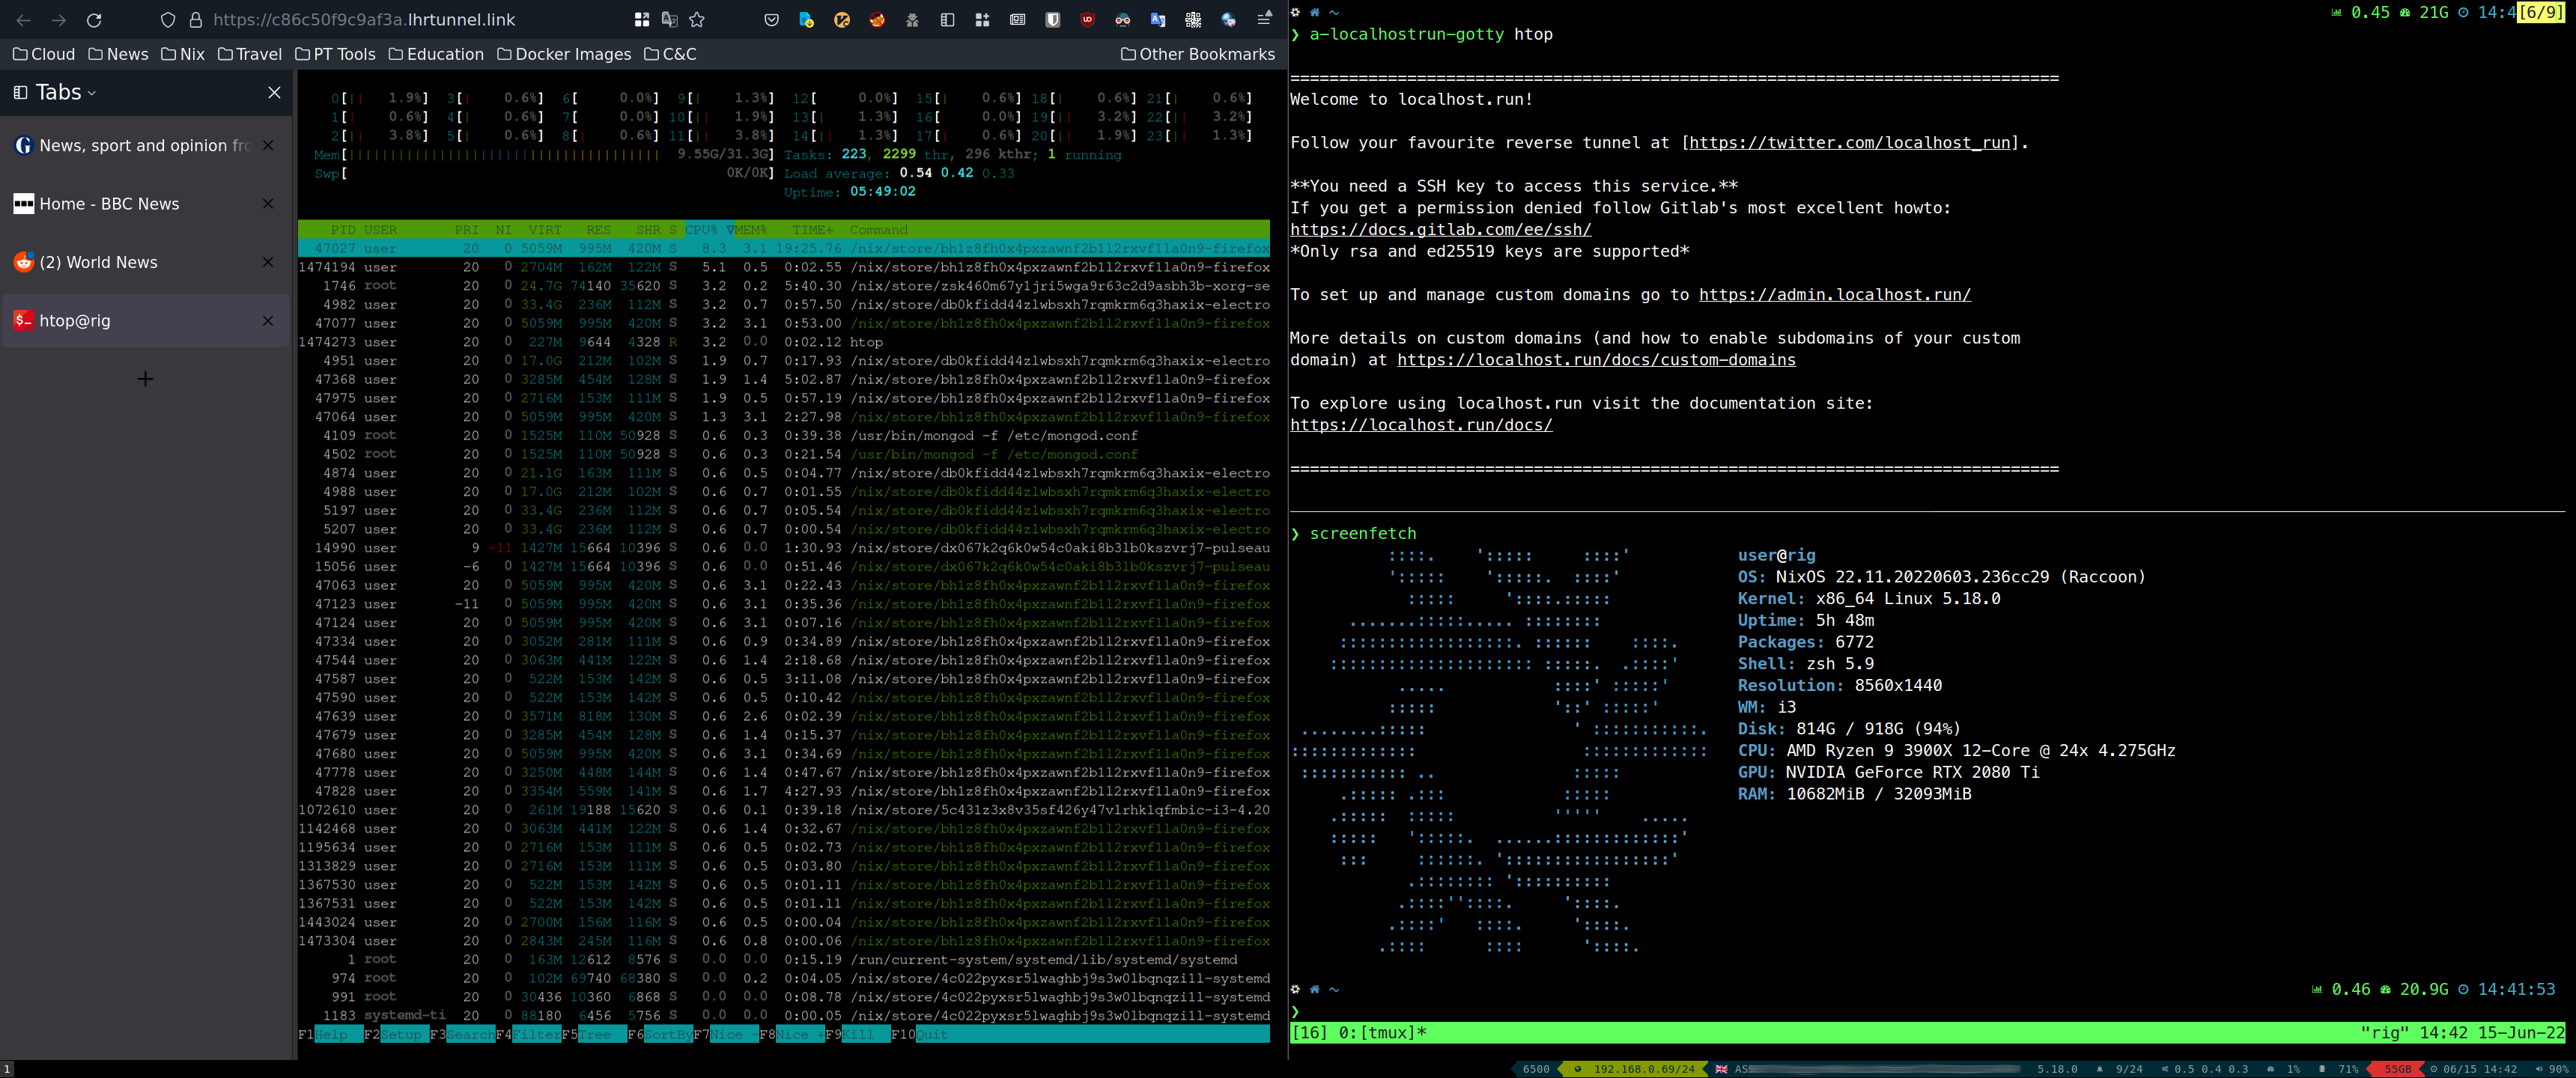 https://c86c50f9c9af3a.lhrtunnel.link
Cloud News Nix Travel PT Tools Education Docker Images C&C Other Bookmarks
Tabs
News, sport and opinion fro
Home - BBC News
(2) World News
htop@rig
0[|| 1.9%] 3[| 0.6%] 6[ 0.0%] 9[| 1.3%] 12[ 0.0%] 15[| 0.6%] 18[| 0.6%] 21[| 0.6%]
1[| 0.6%] 4[| 0.6%] 7[ 0.0%] 10[|| 1.9%] 13[| 1.3%] 16[ 0.0%] 19[|| 3.2%] 22[|| 3.2%]
2[|| 3.8%] 5[| 0.6%] 8[| 0.6%] 11[|| 3.8%] 14[|| 1.3%] 17[| 0.6%] 20[|| 1.9%] 23[|| 1.3%]
Mem[ 9.55G/31.3G] Tasks: 223, 2299 thr, 296 kthr; 1 running
Swp[ 0K/0K] Load average: 0.54 0.42 0.33
Uptime: 05:49:02
PID USER PRI NI VIRT RES SHR S CPU% ▽MEM% TIME+ Command
47027 user 20 0 5059M 995M 420M S 8.3 3.1 19:25.76 /nix/store/bh1z8fh0x4pxzawnf2b1l2rxvf1la0n9-firefox
1474194 user 20 0 2704M 162M 122M S 5.1 0.5 0:02.55 /nix/store/bh1z8fh0x4pxzawnf2b1l2rxvf1la0n9-firefox
1746 root 20 0 24.7G 74140 35620 S 3.2 0.2 5:40.30 /nix/store/zsk460m67y1jri5wga9r63c2d9asbh3b-xorg-se
4982 user 20 0 33.4G 236M 112M S 3.2 0.7 0:57.50 /nix/store/db0kfidd44zlwbsxh7rqmkrm6q3haxix-electro
47077 user 20 0 5059M 995M 420M S 3.2 3.1 0:53.00 /nix/store/bh1z8fh0x4pxzawnf2b1l2rxvf1la0n9-firefox
1474273 user 20 0 227M 9644 4328 R 3.2 0.0 0:02.12 htop
4951 user 20 0 17.0G 212M 102M S 1.9 0.7 0:17.93 /nix/store/db0kfidd44zlwbsxh7rqmkrm6q3haxix-electro
47368 user 20 0 3285M 454M 128M S 1.9 1.4 5:02.87 /nix/store/bh1z8fh0x4pxzawnf2b1l2rxvf1la0n9-firefox
47975 user 20 0 2716M 153M 111M S 1.9 0.5 0:57.19 /nix/store/bh1z8fh0x4pxzawnf2b1l2rxvf1la0n9-firefox
47064 user 20 0 5059M 995M 420M S 1.3 3.1 2:27.98 /nix/store/bh1z8fh0x4pxzawnf2b1l2rxvf1la0n9-firefox
4109 root 20 0 1525M 110M 50928 S 0.6 0.3 0:39.38 /usr/bin/mongod -f /etc/mongod.conf
4502 root 20 0 1525M 110M 50928 S 0.6 0.3 0:21.54 /usr/bin/mongod -f /etc/mongod.conf
4874 user 20 0 21.1G 163M 111M S 0.6 0.5 0:04.77 /nix/store/db0kfidd44zlwbsxh7rqmkrm6q3haxix-electro
4988 user 20 0 17.0G 212M 102M S 0.6 0.7 0:01.55 /nix/store/db0kfidd44zlwbsxh7rqmkrm6q3haxix-electro
5197 user 20 0 33.4G 236M 112M S 0.6 0.7 0:05.54 /nix/store/db0kfidd44zlwbsxh7rqmkrm6q3haxix-electro
5207 user 20 0 33.4G 236M 112M S 0.6 0.7 0:00.54 /nix/store/db0kfidd44zlwbsxh7rqmkrm6q3haxix-electro
14990 user 9 -11 1427M 15664 10396 S 0.6 0.0 1:30.93 /nix/store/dx067k2q6k0w54c0aki8b3lb0kszvrj7-pulseau
15056 user -6 0 1427M 15664 10396 S 0.6 0.0 0:51.46 /nix/store/dx067k2q6k0w54c0aki8b3lb0kszvrj7-pulseau
47063 user 20 0 5059M 995M 420M S 0.6 3.1 0:22.43 /nix/store/bh1z8fh0x4pxzawnf2b1l2rxvf1la0n9-firefox
47123 user -11 0 5059M 995M 420M S 0.6 3.1 0:35.36 /nix/store/bh1z8fh0x4pxzawnf2b1l2rxvf1la0n9-firefox
47124 user 20 0 5059M 995M 420M S 0.6 3.1 0:07.16 /nix/store/bh1z8fh0x4pxzawnf2b1l2rxvf1la0n9-firefox
47334 user 20 0 3052M 281M 111M S 0.6 0.9 0:34.89 /nix/store/bh1z8fh0x4pxzawnf2b1l2rxvf1la0n9-firefox
47544 user 20 0 3063M 441M 122M S 0.6 1.4 2:18.68 /nix/store/bh1z8fh0x4pxzawnf2b1l2rxvf1la0n9-firefox
47587 user 20 0 522M 153M 142M S 0.6 0.5 3:11.08 /nix/store/bh1z8fh0x4pxzawnf2b1l2rxvf1la0n9-firefox
47590 user 20 0 522M 153M 142M S 0.6 0.5 0:10.42 /nix/store/bh1z8fh0x4pxzawnf2b1l2rxvf1la0n9-firefox
47639 user 20 0 3571M 818M 130M S 0.6 2.6 0:02.39 /nix/store/bh1z8fh0x4pxzawnf2b1l2rxvf1la0n9-firefox
47679 user 20 0 3285M 454M 128M S 0.6 1.4 0:15.37 /nix/store/bh1z8fh0x4pxzawnf2b1l2rxvf1la0n9-firefox
47680 user 20 0 5059M 995M 420M S 0.6 3.1 0:34.69 /nix/store/bh1z8fh0x4pxzawnf2b1l2rxvf1la0n9-firefox
47778 user 20 0 3250M 448M 144M S 0.6 1.4 0:47.67 /nix/store/bh1z8fh0x4pxzawnf2b1l2rxvf1la0n9-firefox
47828 user 20 0 3354M 559M 141M S 0.6 1.7 4:27.93 /nix/store/bh1z8fh0x4pxzawnf2b1l2rxvf1la0n9-firefox
1072610 user 20 0 261M 19188 15620 S 0.6 0.1 0:39.18 /nix/store/5c431z3x8v35sf426y47vlrhk1qfmbic-i3-4.20
1142468 user 20 0 3063M 441M 122M S 0.6 1.4 0:32.67 /nix/store/bh1z8fh0x4pxzawnf2b1l2rxvf1la0n9-firefox
1195634 user 20 0 2716M 153M 111M S 0.6 0.5 0:02.73 /nix/store/bh1z8fh0x4pxzawnf2b1l2rxvf1la0n9-firefox
1313829 user 20 0 2716M 153M 111M S 0.6 0.5 0:03.80 /nix/store/bh1z8fh0x4pxzawnf2b1l2rxvf1la0n9-firefox
1367530 user 20 0 522M 153M 142M S 0.6 0.5 0:01.11 /nix/store/bh1z8fh0x4pxzawnf2b1l2rxvf1la0n9-firefox
1367531 user 20 0 522M 153M 142M S 0.6 0.5 0:01.11 /nix/store/bh1z8fh0x4pxzawnf2b1l2rxvf1la0n9-firefox
1443024 user 20 0 2700M 156M 116M S 0.6 0.5 0:00.04 /nix/store/bh1z8fh0x4pxzawnf2b1l2rxvf1la0n9-firefox
1473304 user 20 0 2843M 245M 116M S 0.6 0.8 0:00.06 /nix/store/bh1z8fh0x4pxzawnf2b1l2rxvf1la0n9-firefox
1 root 20 0 163M 12612 8576 S 0.0 0.0 0:15.19 /run/current-system/systemd/lib/systemd/systemd
974 root 20 0 102M 69740 68380 S 0.0 0.2 0:04.05 /nix/store/4c022pyxsr5lwaghbj9s3w0lbqnqzi1l-systemd
991 root 20 0 30436 10360 6868 S 0.0 0.0 0:08.78 /nix/store/4c022pyxsr5lwaghbj9s3w0lbqnqzi1l-systemd
1183 systemd-ti 20 0 88180 6456 5756 S 0.0 0.0 0:00.05 /nix/store/4c022pyxsr5lwaghbj9s3w0lbqnqzi1l-systemd
F1Help F2Setup F3SearchF4FilterF5Tree F6SortByF7Nice -F8Nice +F9Kill F10Quit
~ 0.45 21G 14:4[6/9]
❯ a-localhostrun-gotty htop
===============================================================================
Welcome to localhost.run!
Follow your favourite reverse tunnel at [https://twitter.com/localhost_run].
**You need a SSH key to access this service.**
If you get a permission denied follow Gitlab's most excellent howto:
https://docs.gitlab.com/ee/ssh/
*Only rsa and ed25519 keys are supported*
To set up and manage custom domains go to https://admin.localhost.run/
More details on custom domains (and how to enable subdomains of your custom
domain) at https://localhost.run/docs/custom-domains
To explore using localhost.run visit the documentation site:
https://localhost.run/docs/
===============================================================================
❯ screenfetch
user@rig
OS: NixOS 22.11.20220603.236cc29 (Raccoon)
Kernel: x86_64 Linux 5.18.0
Uptime: 5h 48m
Packages: 6772
Shell: zsh 5.9
Resolution: 8560x1440
WM: i3
Disk: 814G / 918G (94%)
CPU: AMD Ryzen 9 3900X 12-Core @ 24x 4.275GHz
GPU: NVIDIA GeForce RTX 2080 Ti
RAM: 10682MiB / 32093MiB
~ 0.46 20.9G 14:41:53
❯
[16] 0:[tmux]* "rig" 14:42 15-Jun-22
1 6500 192.168.0.69/24 AS 5.18.0 9/24 0.5 0.4 0.3 1% 71% 55GB 06/15 14:42 90%